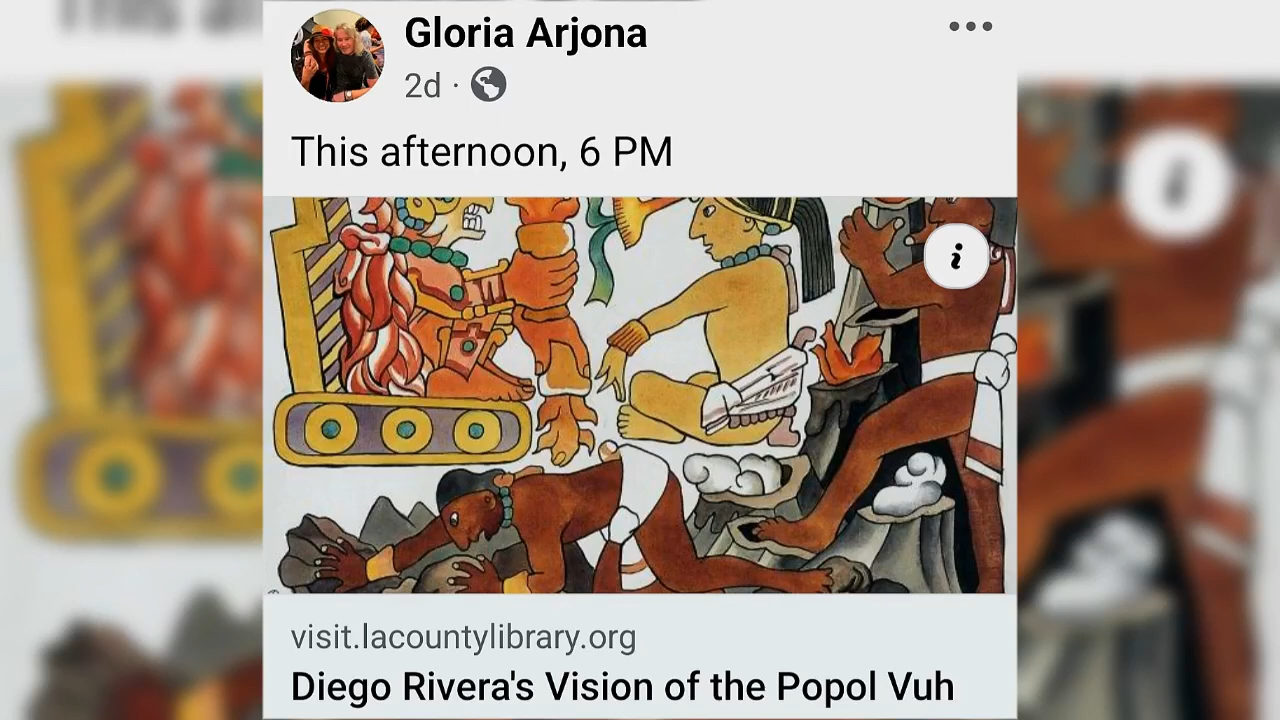 Gloria Arjona
2d ·
This afternoon, 6 PM
i
visit.lacountylibrary.org
Diego Rivera's Vision of the Popol Vuh